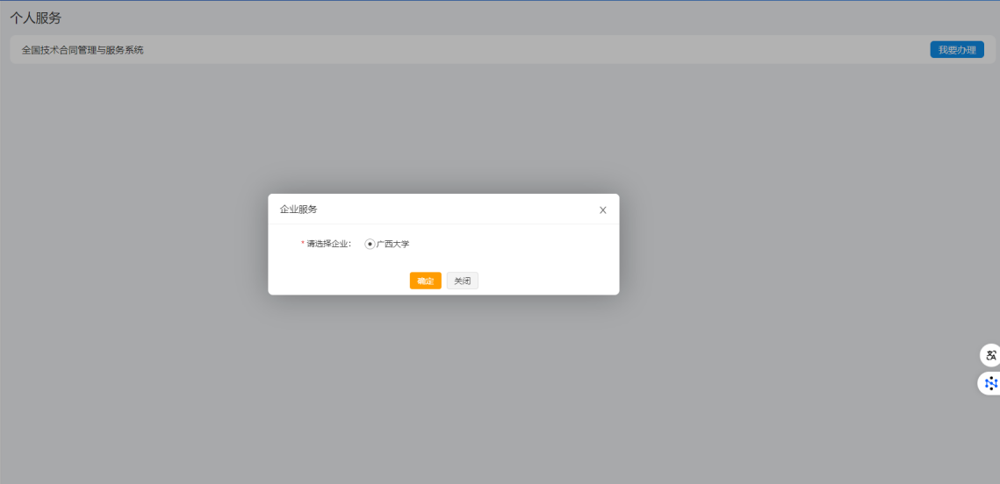 个人服务
全国技术合同管理与服务系统
我要办理
企业服务
* 请选择企业： 广西大学
确定 关闭